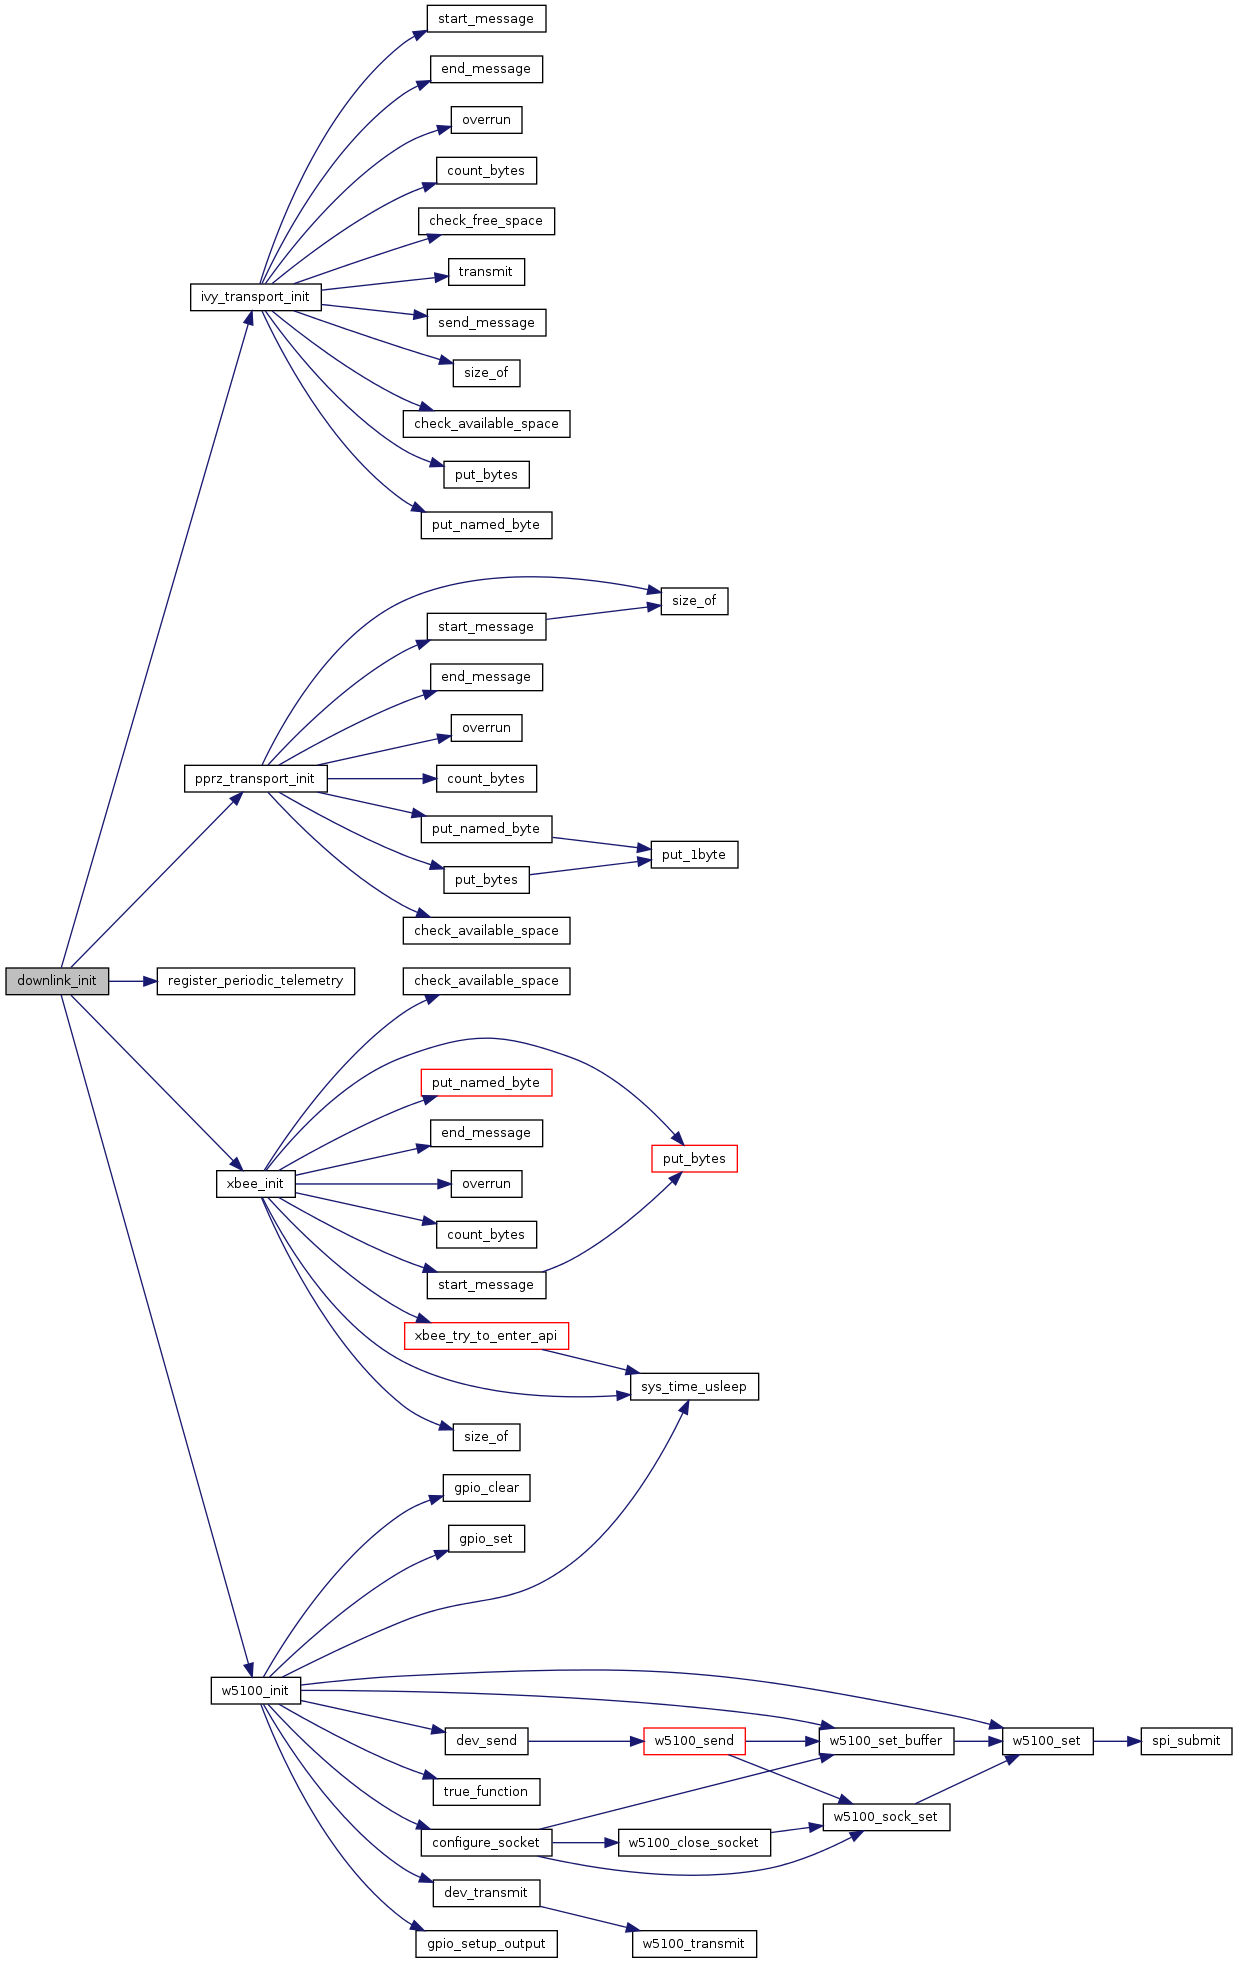 start_message
end_message
overrun
count_bytes
check_free_space
transmit
ivy_transport_init
send_message
size_of
check_available_space
put_bytes
put_named_byte
size_of
start_message
end_message
overrun
pprz_transport_init
count_bytes
put_named_byte
put_1byte
put_bytes
check_available_space
downlink_init
register_periodic_telemetry
check_available_space
put_named_byte
end_message
put_bytes
xbee_init
overrun
count_bytes
start_message
xbee_try_to_enter_api
sys_time_usleep
size_of
gpio_clear
gpio_set
w5100_init
dev_send
w5100_send
w5100_set_buffer
w5100_set
spi_submit
true_function
w5100_sock_set
configure_socket
w5100_close_socket
dev_transmit
gpio_setup_output
w5100_transmit